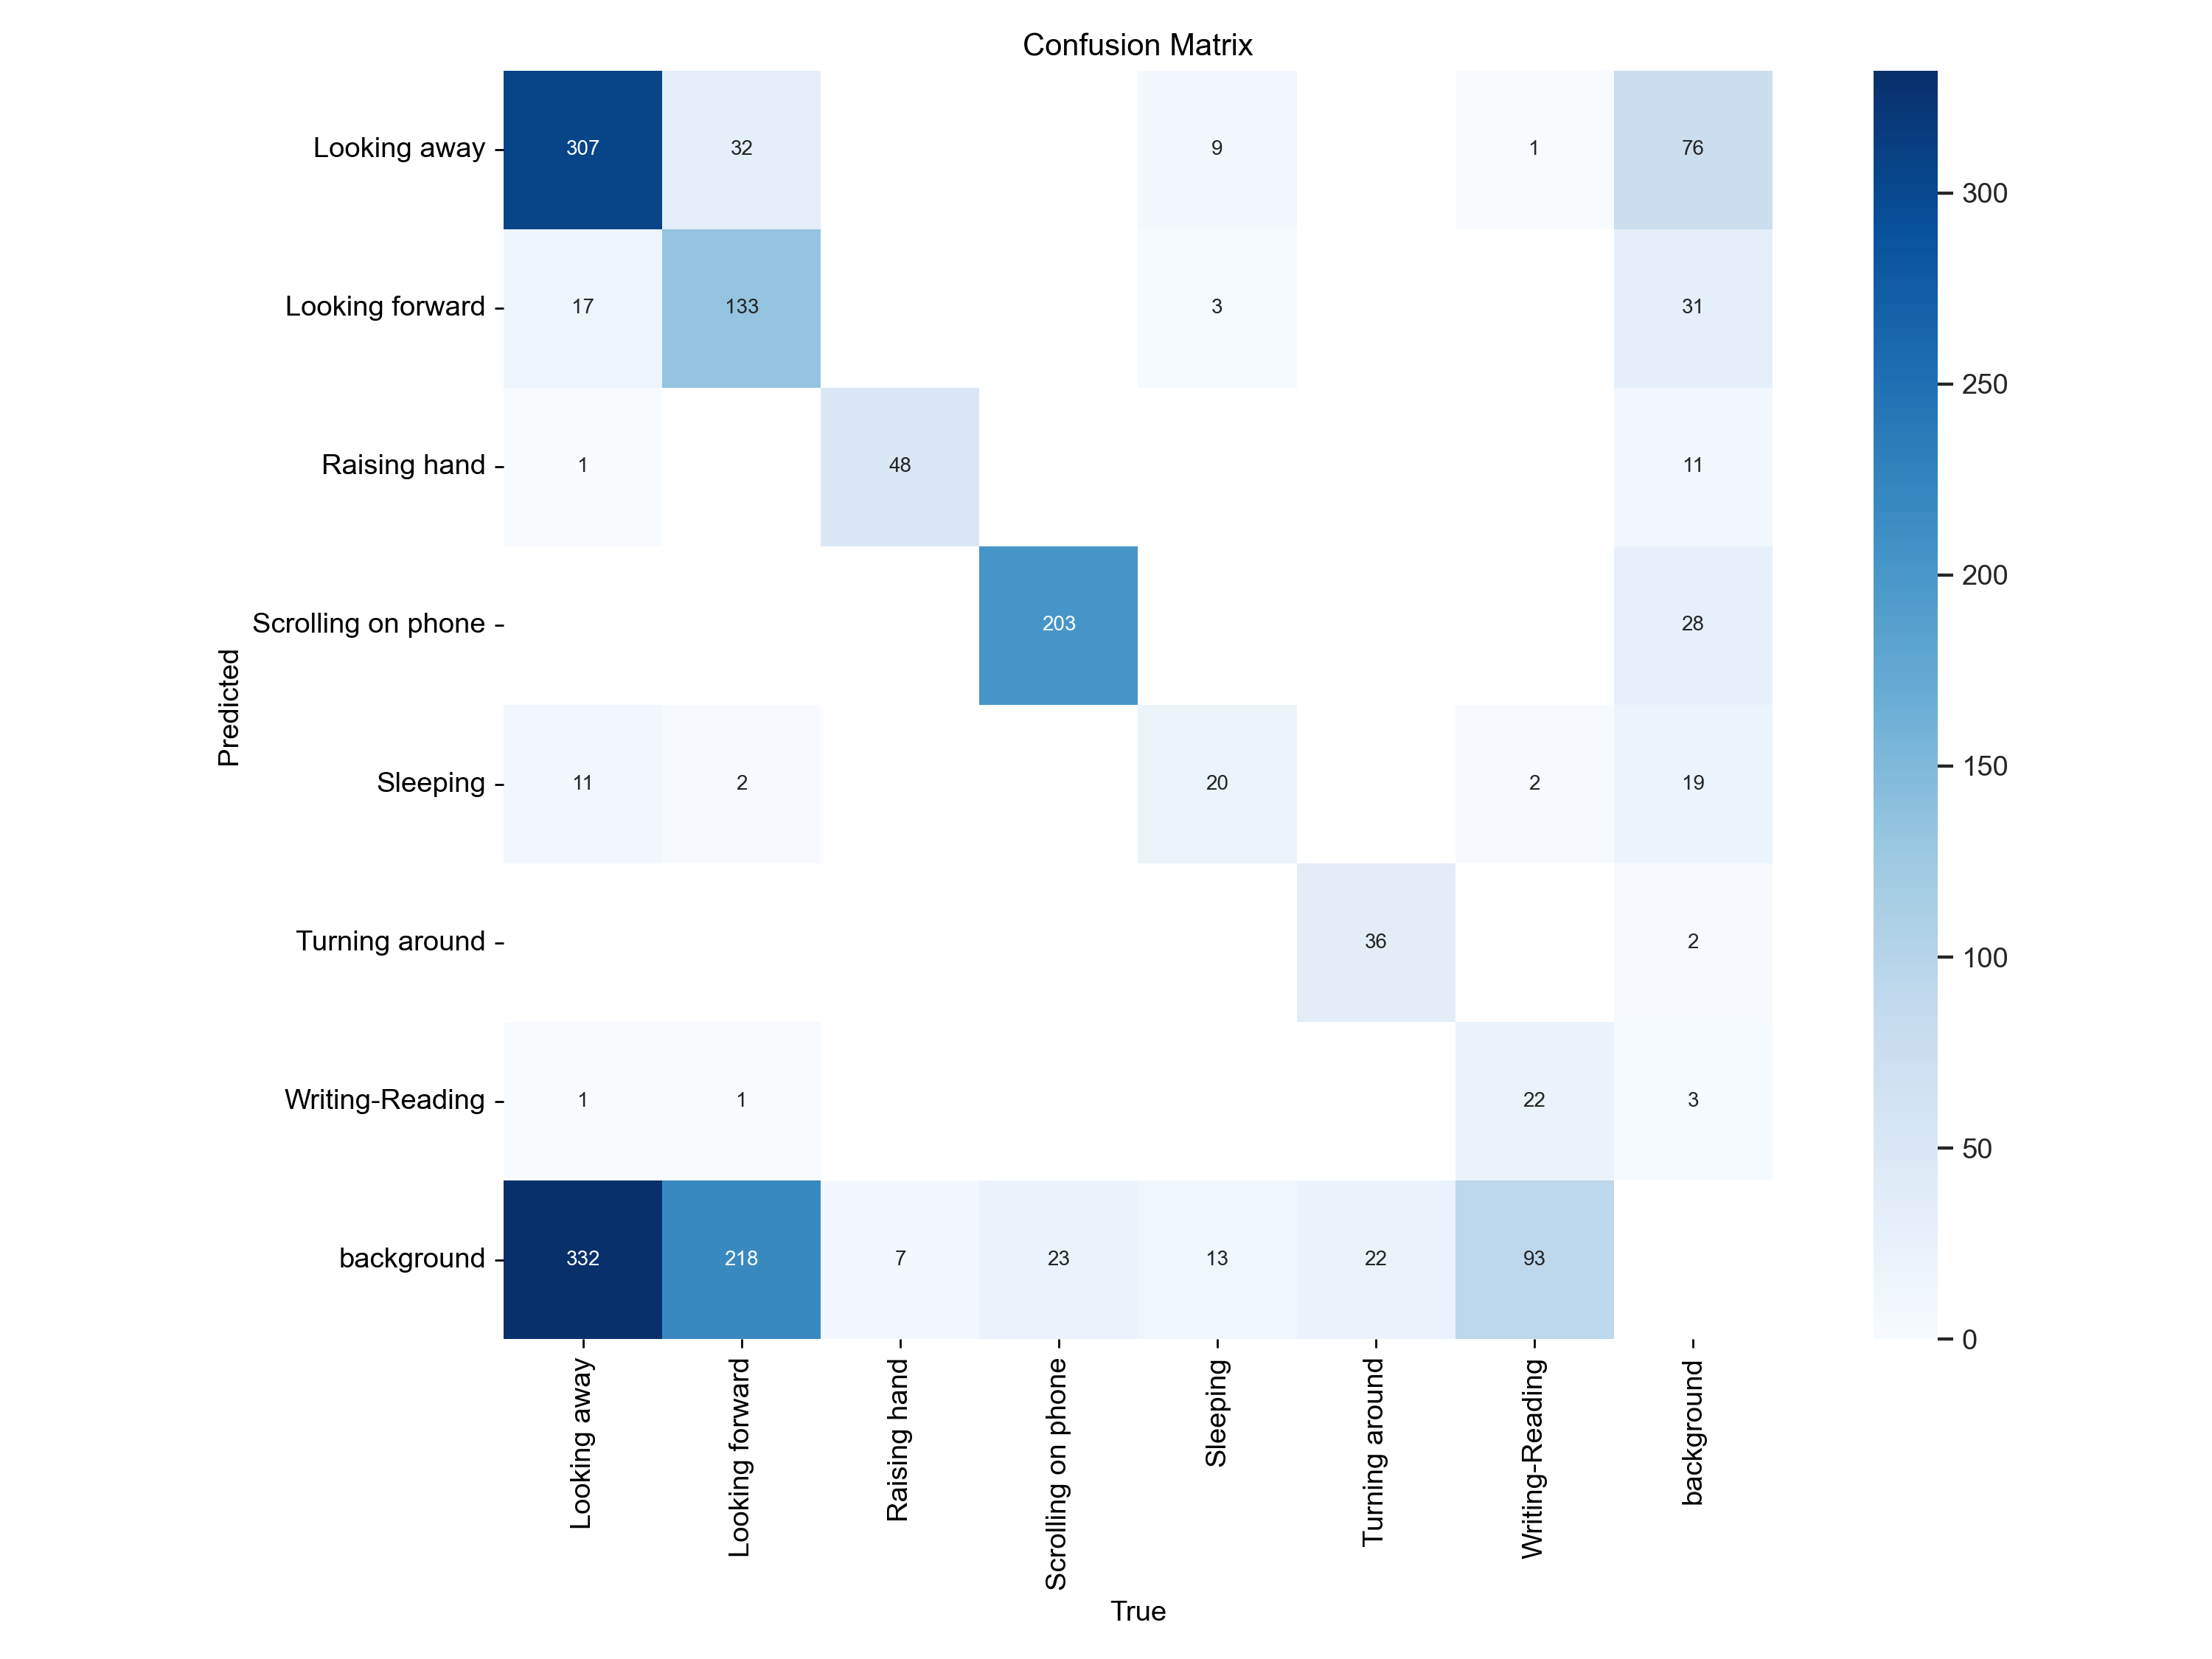 Confusion Matrix
Looking away 307 32 9 1 76
Looking forward 17 133 3 31
Raising hand 1 48 11
Scrolling on phone 203 28
Sleeping 11 2 20 2 19
Turning around 36 2
Writing-Reading 1 1 22 3
background 332 218 7 23 13 22 93
Predicted
Looking away
Looking forward
Raising hand
Scrolling on phone
Sleeping
Turning around
Writing-Reading
background
True
300
250
200
150
100
50
0